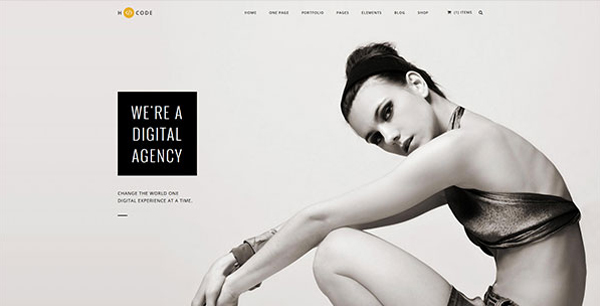 H CODE
HOME ONE PAGE PORTFOLIO PAGES ELEMENTS BLOG SHOP (1) ITEMS
WE'RE A
DIGITAL
AGENCY
CHANGE THE WORLD ONE
DIGITAL EXPERIENCE AT A TIME.